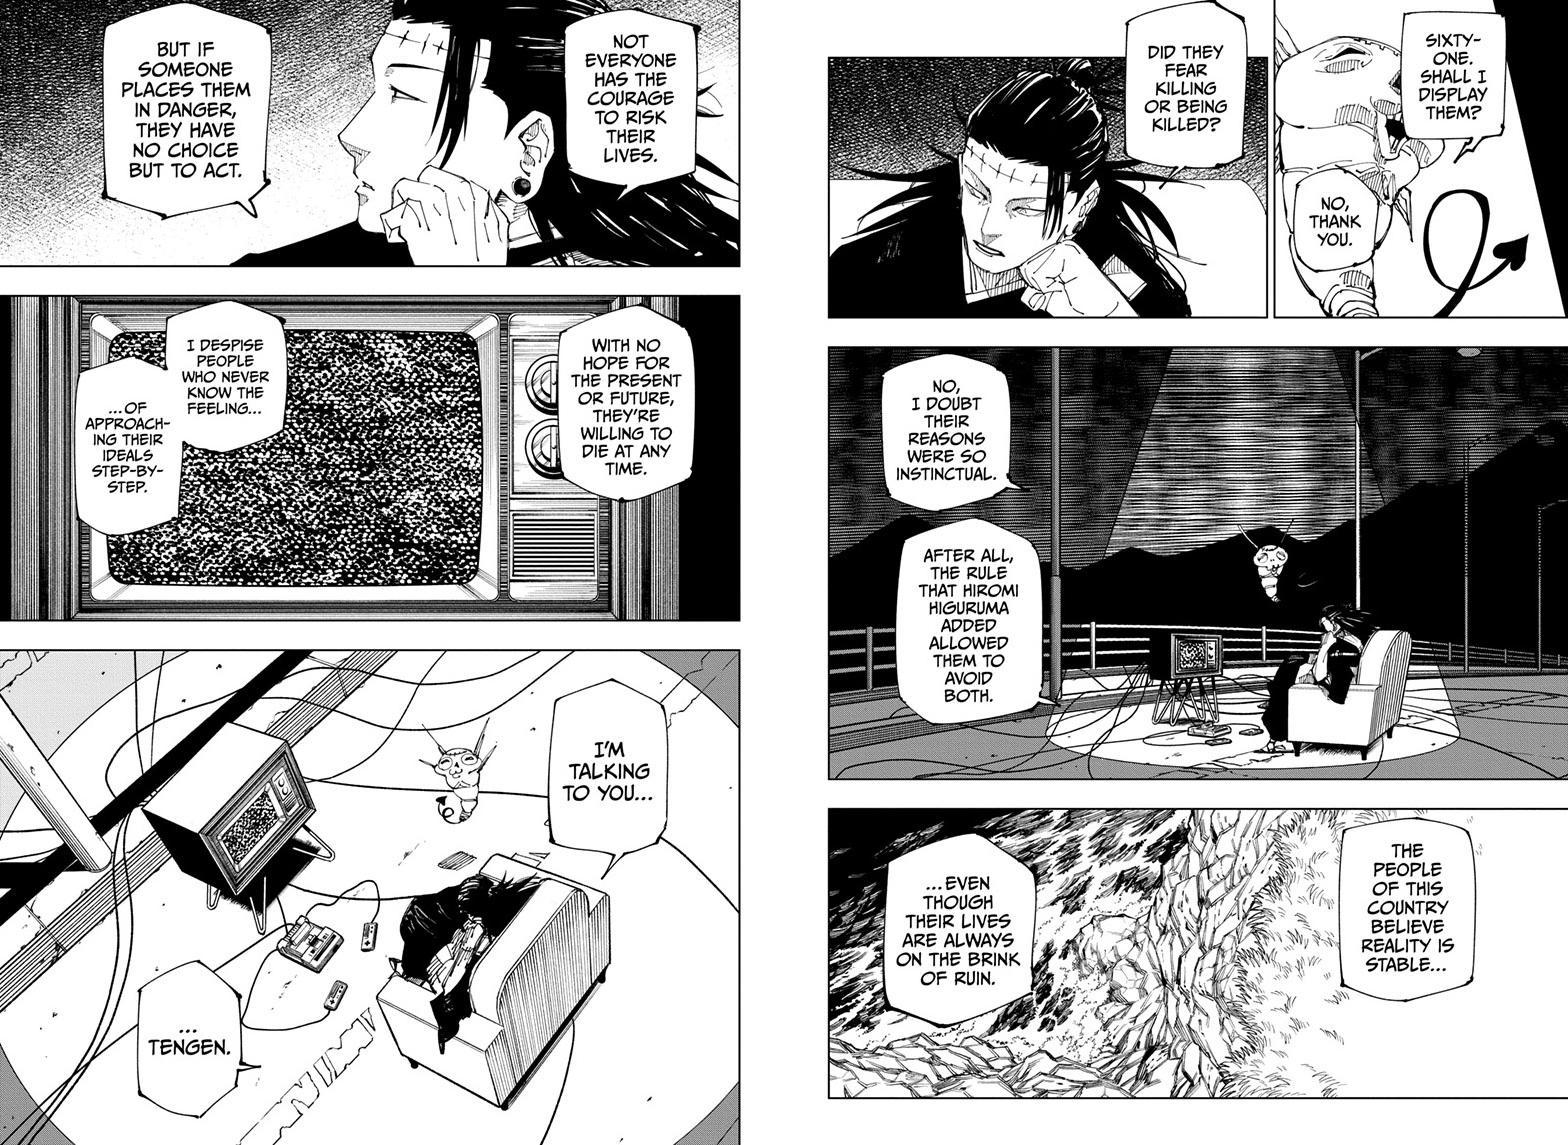 SIXTY-
ONE.
SHALL I
DISPLAY
THEM?
NO,
THANK
YOU.
DID THEY
FEAR
KILLING
OR BEING
KILLED?
NO,
I DOUBT
THEIR
REASONS
WERE SO
INSTINCTUAL.
AFTER ALL,
THE RULE
THAT HIROMI
HIGURUMA
ADDED
ALLOWED
THEM TO
AVOID
BOTH.
THE
PEOPLE
OF THIS
COUNTRY
BELIEVE
REALITY IS
STABLE...
...EVEN
THOUGH
THEIR LIVES
ARE ALWAYS
ON THE BRINK
OF RUIN.
NOT
EVERYONE
HAS THE
COURAGE
TO RISK
THEIR
LIVES.
BUT IF
SOMEONE
PLACES THEM
IN DANGER,
THEY HAVE
NO CHOICE
BUT TO ACT.
WITH NO
HOPE FOR
THE PRESENT
OR FUTURE,
THEY'RE
WILLING TO
DIE AT ANY
TIME.
I DESPISE
PEOPLE
WHO NEVER
KNOW THE
FEELING...
...OF
APPROACH-
ING THEIR
IDEALS
STEP-BY-
STEP.
I'M
TALKING
TO YOU...
...
TENGEN.